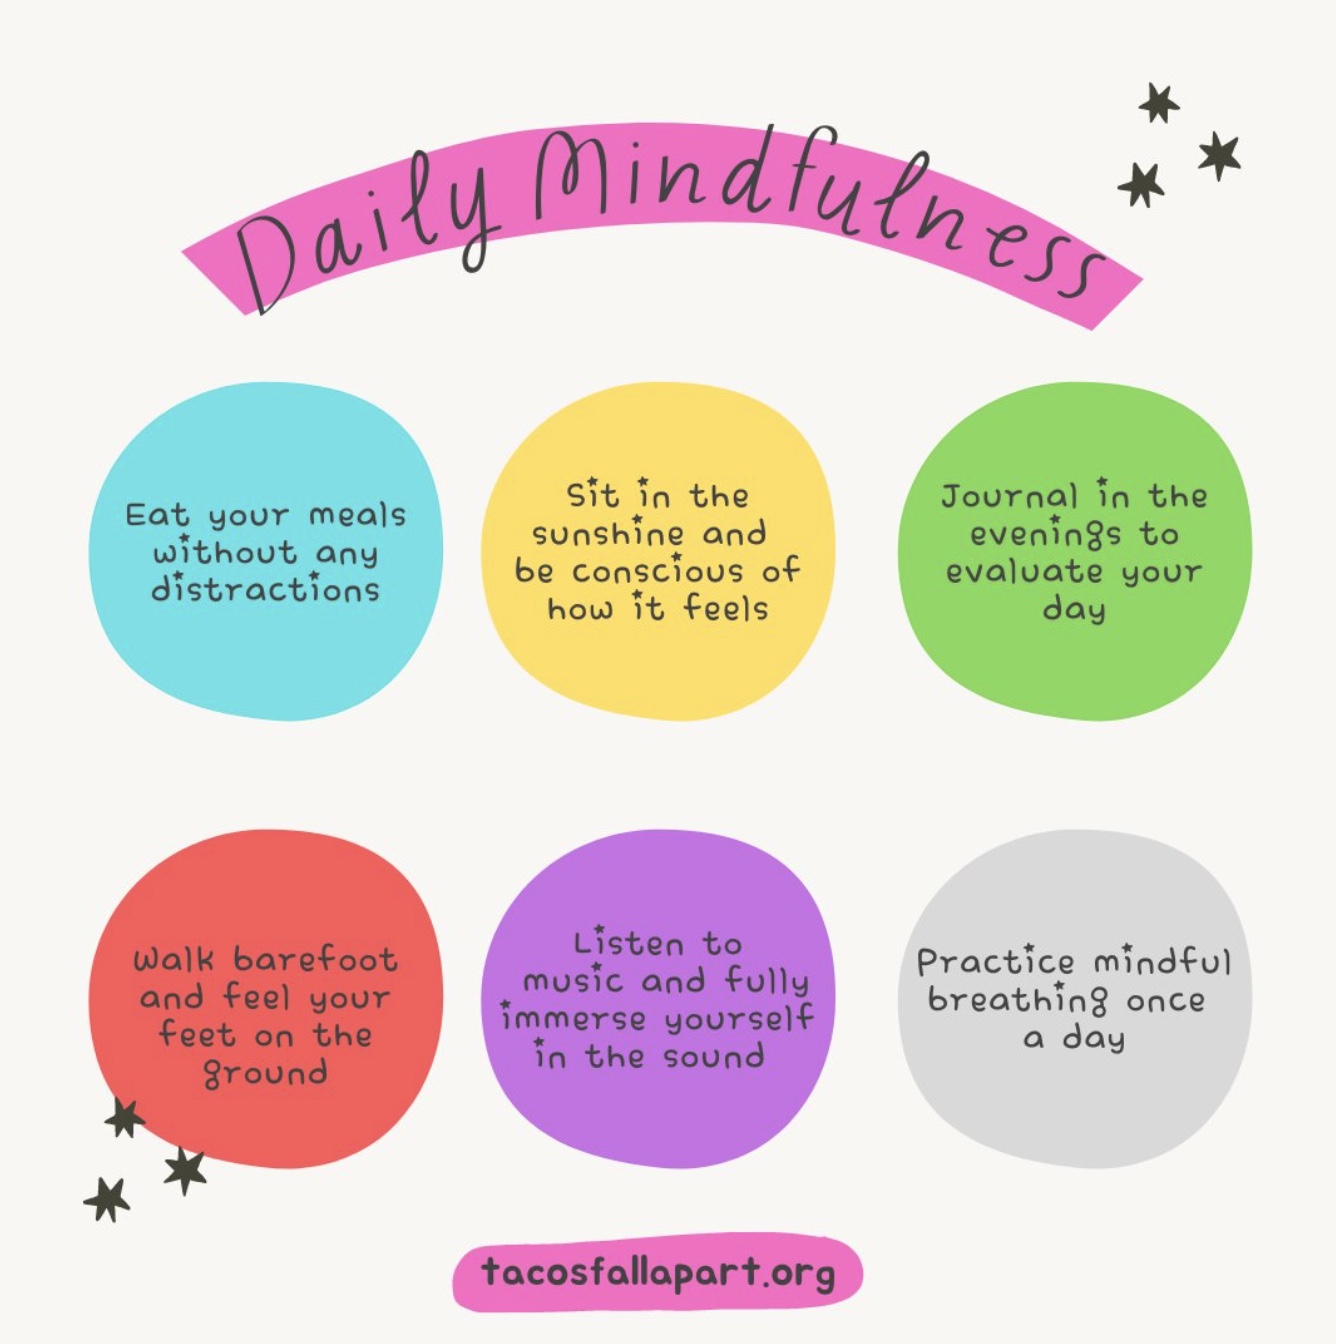 Daily Mindfulness
Eat your meals
without any
distractions
Sit in the
sunshine and
be conscious of
how it feels
Journal in the
evenings to
evaluate your
day
Walk barefoot
and feel your
feet on the
ground
Listen to
music and fully
immerse yourself
in the sound
Practice mindful
breathing once
a day
tacosfallapart.org